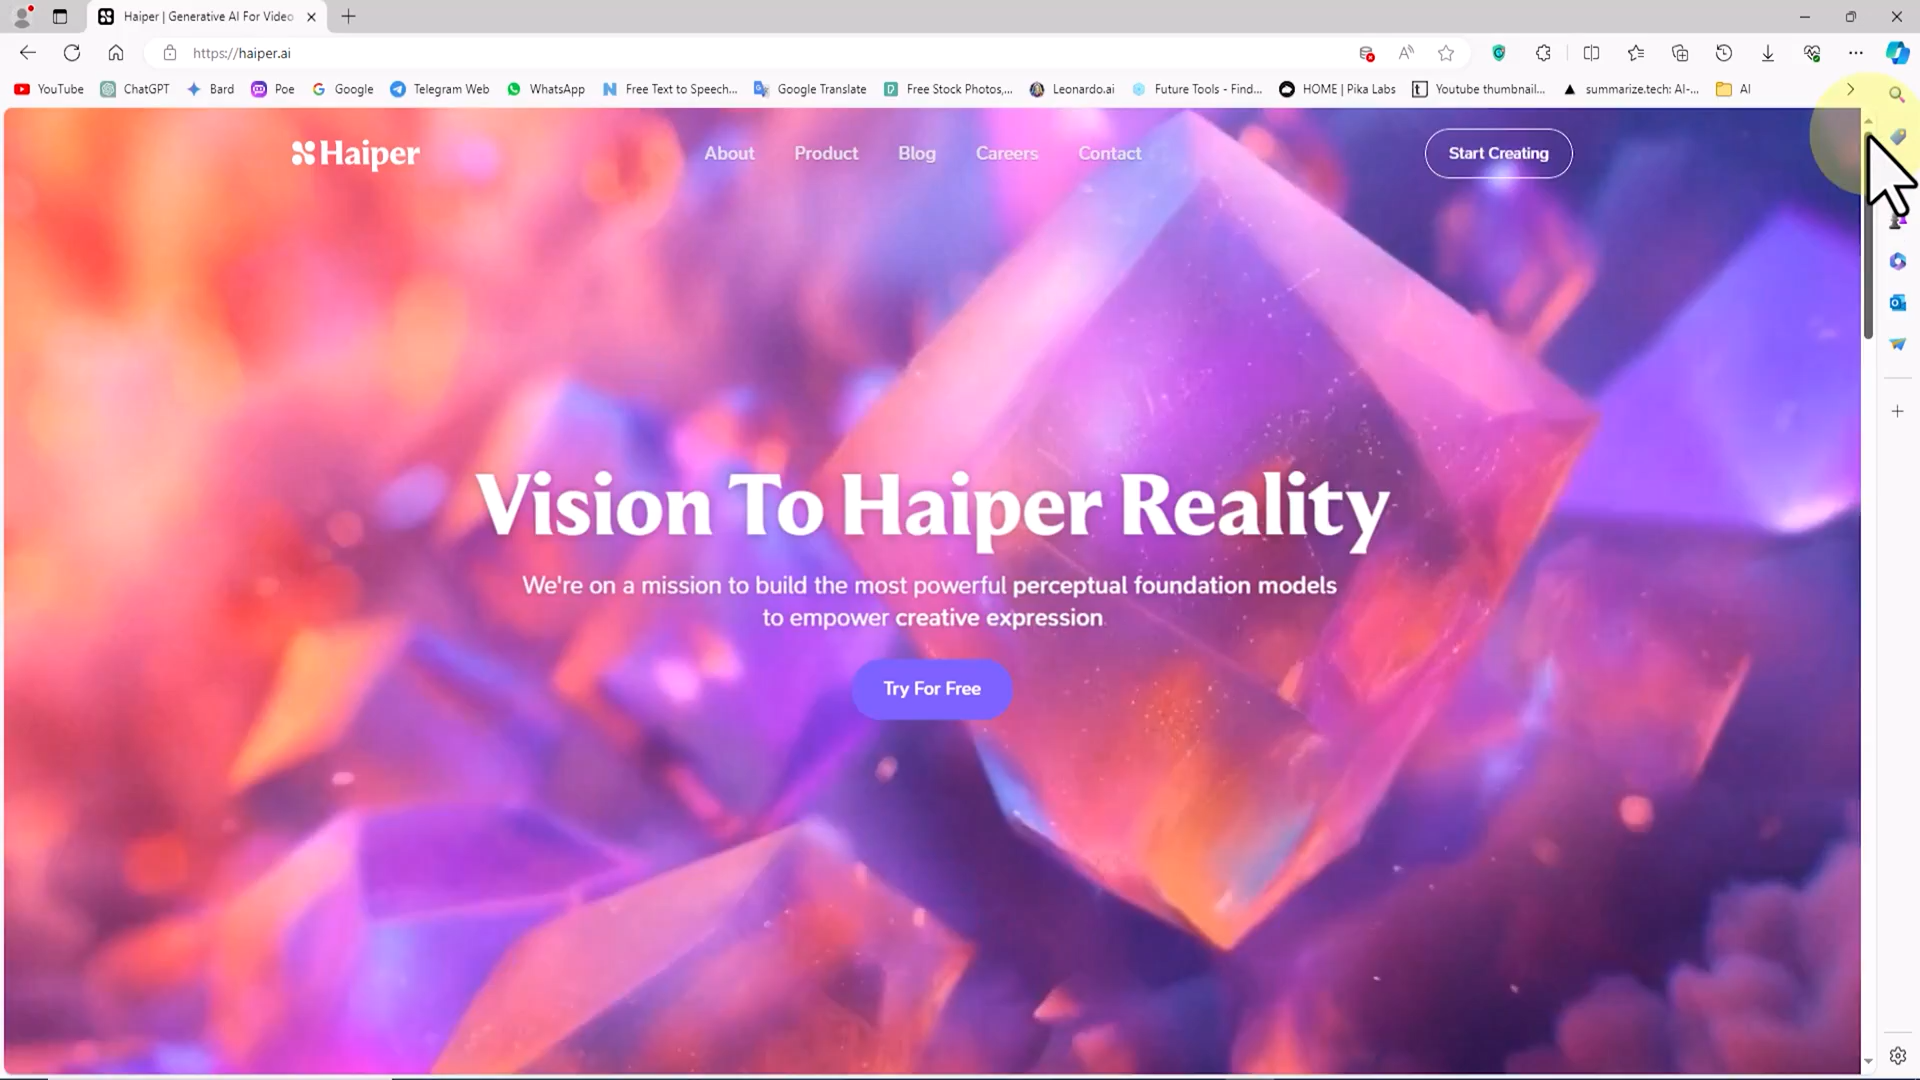 Haiper | Generative AI For Video
https://haiper.ai
YouTube ChatGPT Bard Poe Google Telegram Web WhatsApp Free Text to Speech... Google Translate Free Stock Photos,... Leonardo.ai Future Tools - Find... HOME | Pika Labs Youtube thumbnail... summarize.tech: AI-... AI
Haiper About Product Blog Careers Contact Start Creating
Vision To Haiper Reality
We're on a mission to build the most powerful perceptual foundation models
to empower creative expression
Try For Free